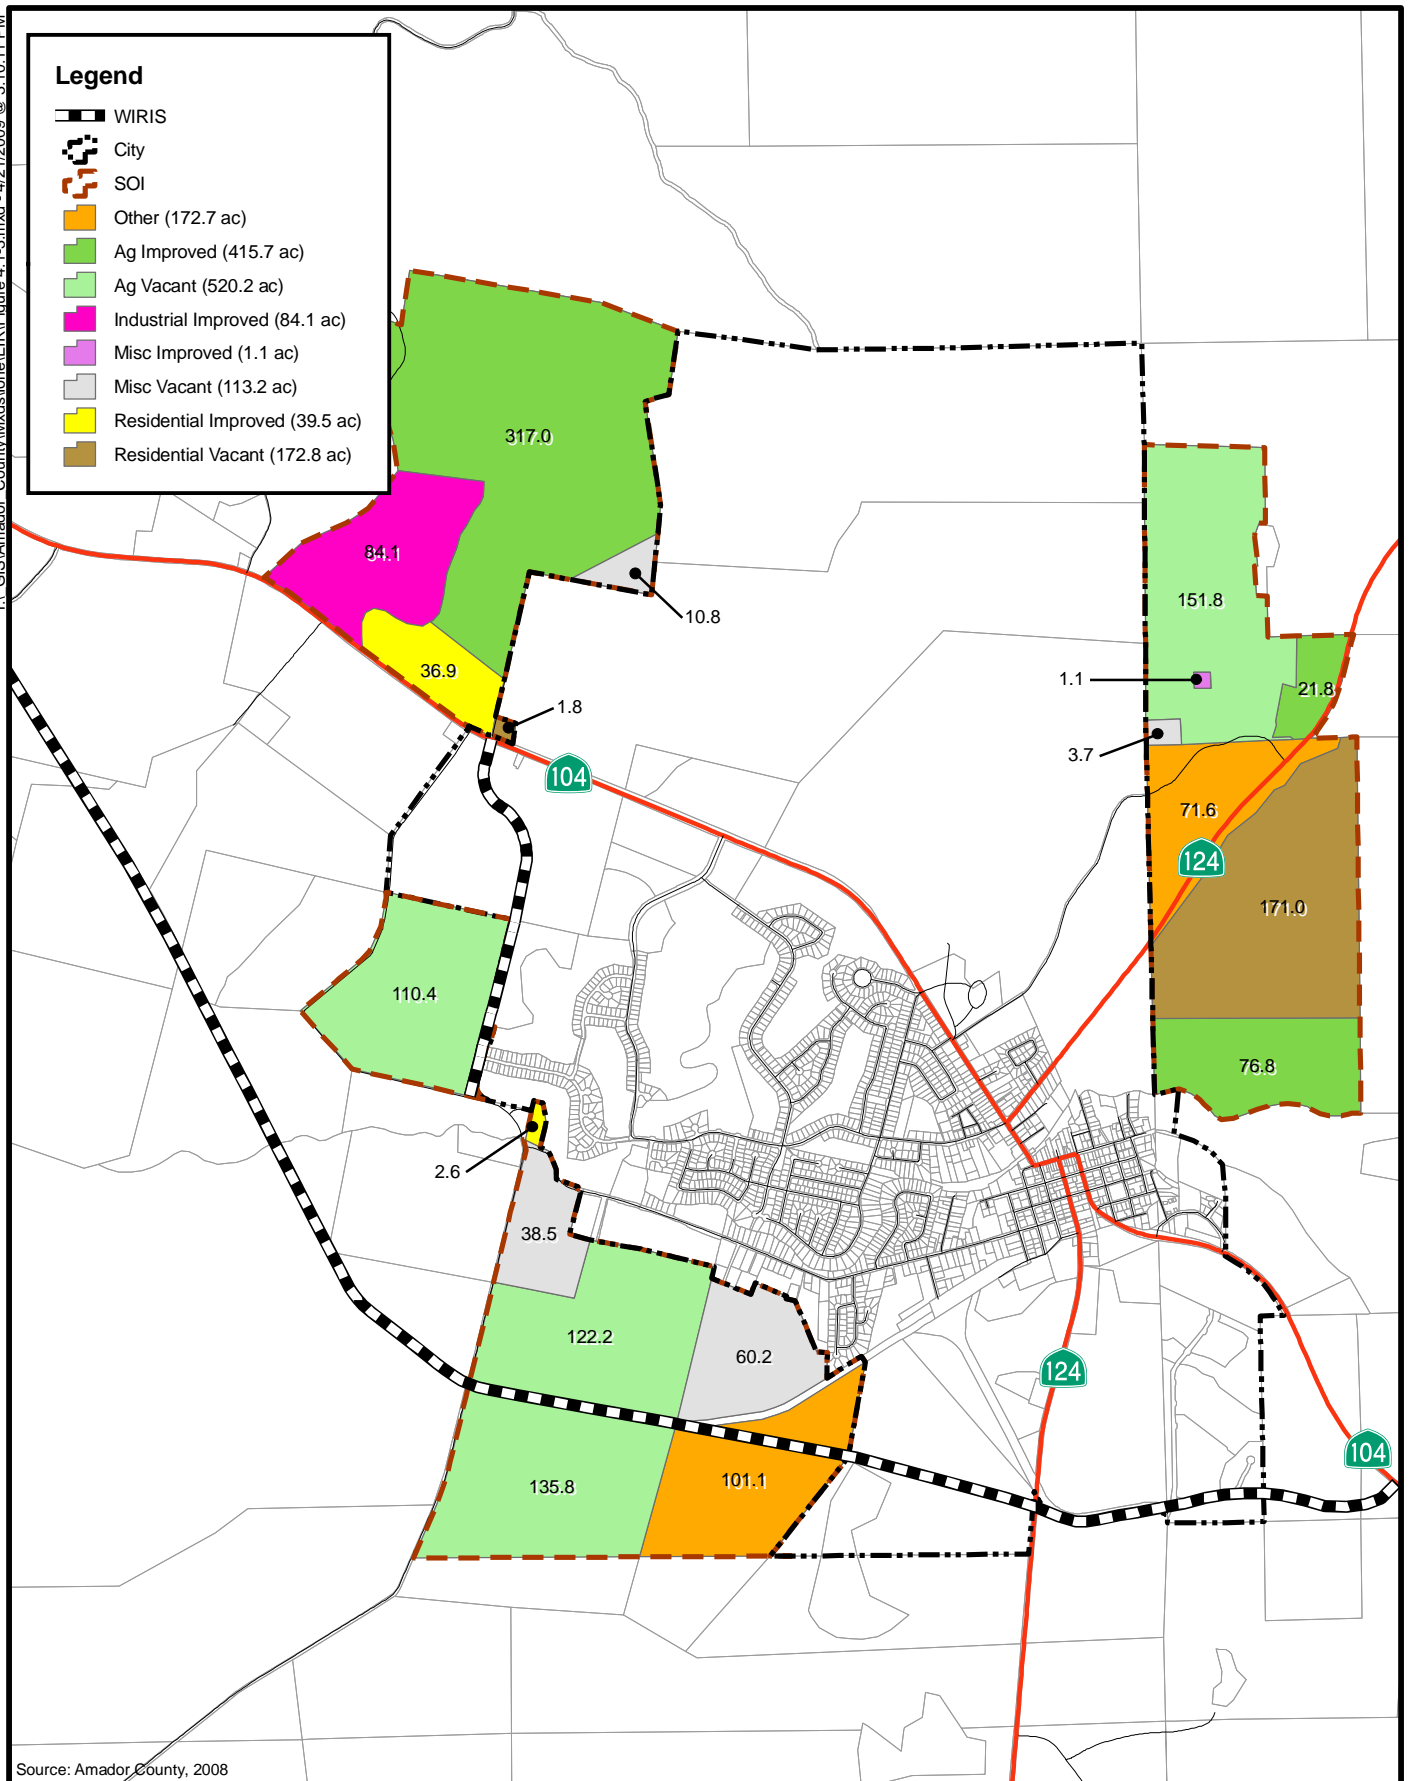 Legend
WIRIS
City
SOI
Other (172.7 ac)
Ag Improved (415.7 ac)
Ag Vacant (520.2 ac)
Industrial Improved (84.1 ac)
Misc Improved (1.1 ac)
Misc Vacant (113.2 ac)
Residential Improved (39.5 ac)
Residential Vacant (172.8 ac)
317.0
84.1
10.8
151.8
36.9
1.1
21.8
1.8
3.7
104
71.6
124
171.0
110.4
76.8
2.6
38.5
122.2
60.2
124
104
101.1
135.8
Source: Amador County, 2008